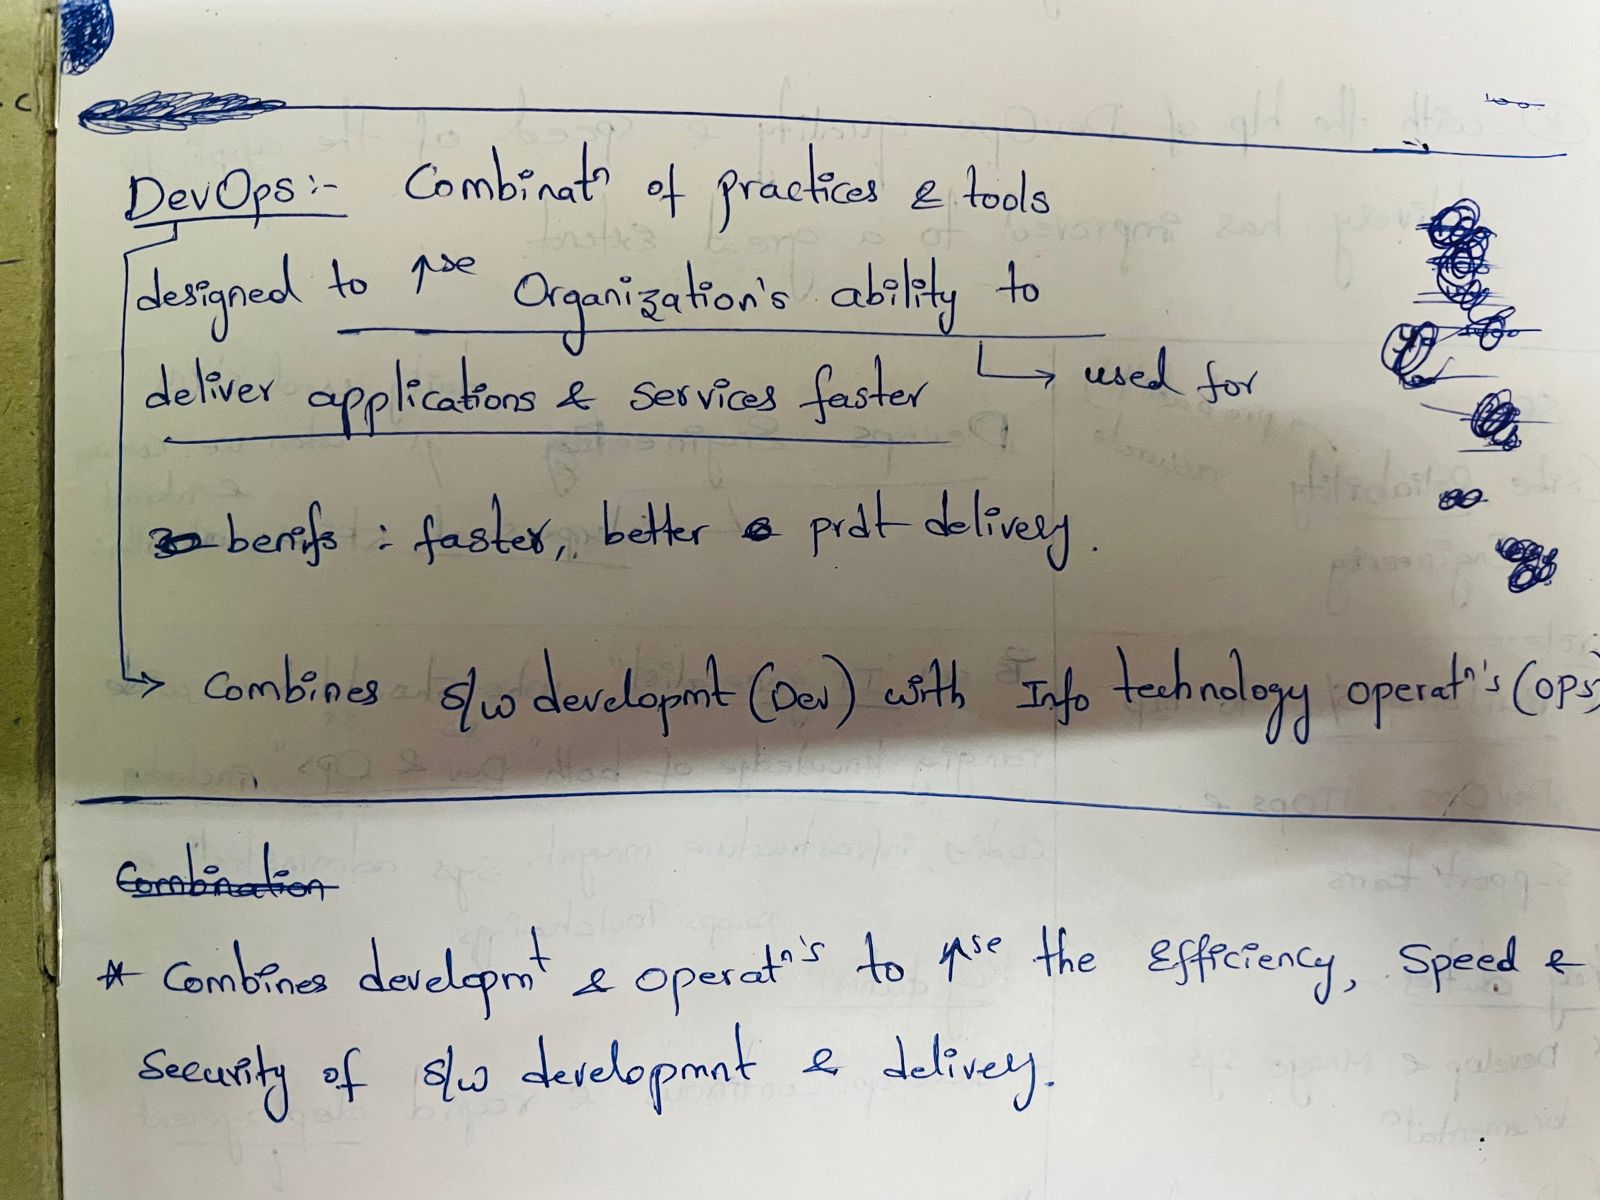 DevOps :- Combinatⁿ of practices & tools
designed to ↑se Organization's ability to
deliver applications & services faster
↳ used for
benifs : faster, better prdt delivery.
↳ Combines s/w developmt (Dev) with Info technology operatⁿ's (OPS)
Combination
* Combines developmt & operatⁿ's to ↑se the Efficiency, Speed &
Security of s/w developmnt & delivery.